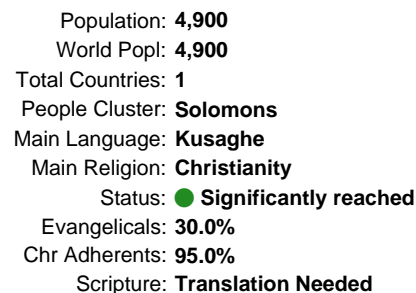 Population: 4,900
World Popl: 4,900
Total Countries: 1
People Cluster: Solomons
Main Language: Kusaghe
Main Religion: Christianity
Status: Significantly reached
Evangelicals: 30.0%
Chr Adherents: 95.0%
Scripture: Translation Needed